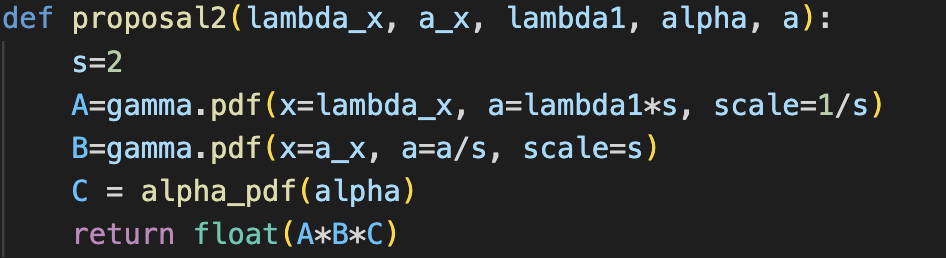 def proposal2(lambda_x, a_x, lambda1, alpha, a):
    s=2
    A=gamma.pdf(x=lambda_x, a=lambda1*s, scale=1/s)
    B=gamma.pdf(x=a_x, a=a/s, scale=s)
    C = alpha_pdf(alpha)
    return float(A*B*C)